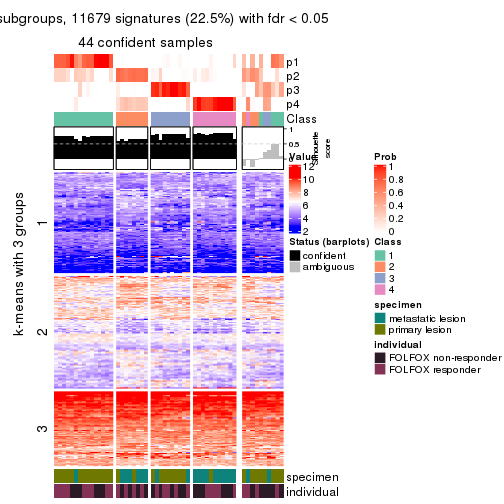 subgroups, 11679 signatures (22.5%) with fdr < 0.05
44 confident samples
p1
p2
p3
p4
Class
1
0.5
0
Silhouette
score
k-means with 3 groups
1
2
3
specimen
individual
Value
12
10
8
6
4
2
Status (barplots)
confident
ambiguous
Prob
1
0.8
0.6
0.4
0.2
0
Class
1
2
3
4
specimen
metastatic lesion
primary lesion
individual
FOLFOX non-responder
FOLFOX responder